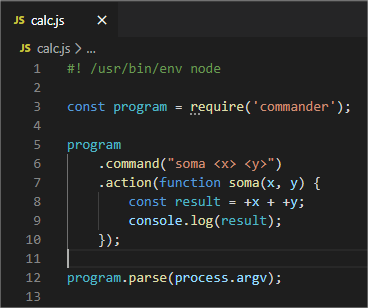 JS calc.js ×
JS calc.js > ...
1 #! /usr/bin/env node
2
3 const program = require('commander');
4
5 program
6 .command("soma <x> <y>")
7 .action(function soma(x, y) {
8 const result = +x + +y;
9 console.log(result);
10 });
11
12 program.parse(process.argv);
13